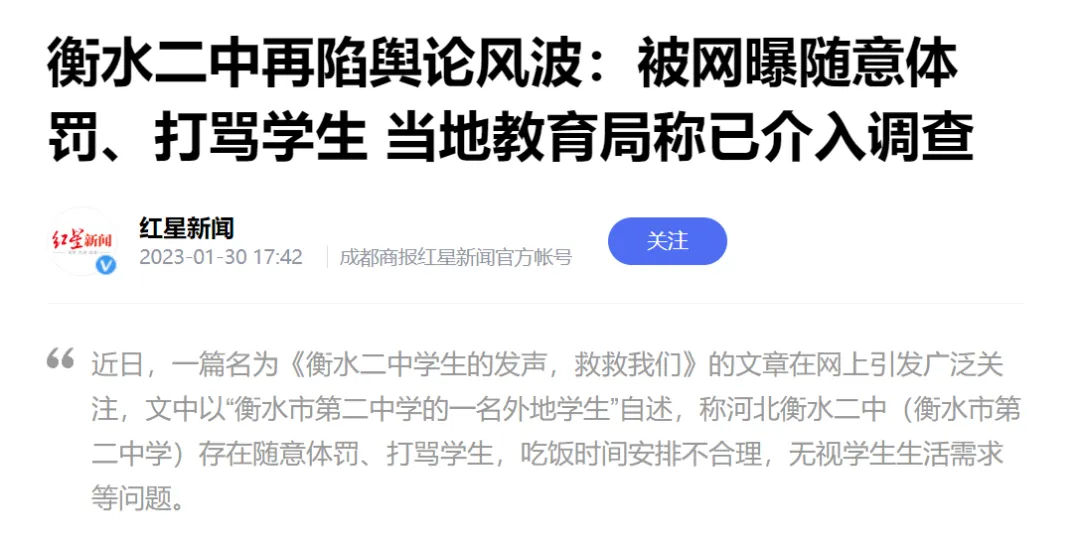 衡水二中再陷舆论风波：被网曝随意体
罚、打骂学生 当地教育局称已介入调查
红星新闻
红星新闻
2023-01-30 17:42
成都商报红星新闻官方帐号
关注
近日，一篇名为《衡水二中学生的发声，救救我们》的文章在网上引发广泛关
注，文中以“衡水市第二中学的一名外地学生”自述，称河北衡水二中（衡水市第
二中学）存在随意体罚、打骂学生，吃饭时间安排不合理，无视学生生活需求
等问题。